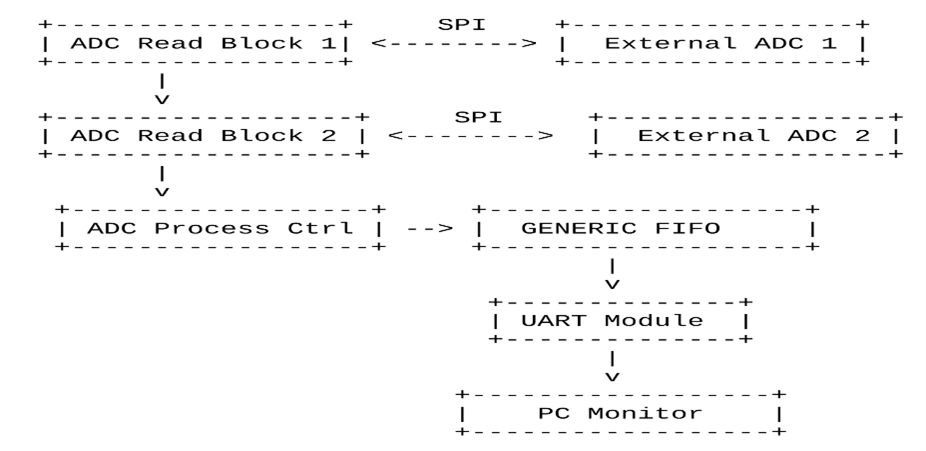 SPI
+------------------+ +------------------+
| ADC Read Block 1| <--------> | External ADC 1 |
+------------------+ +------------------+
|
v
SPI
+-------------------+ +------------------+
| ADC Read Block 2 | <--------> | External ADC 2 |
+-------------------+ +------------------+
|
v
+-------------------+ +--------------------+
| ADC Process Ctrl | --> | GENERIC FIFO |
+-------------------+ +--------------------+
|
v
+--------------+
| UART Module |
+--------------+
|
v
+-------------------+
| PC Monitor |
+-------------------+